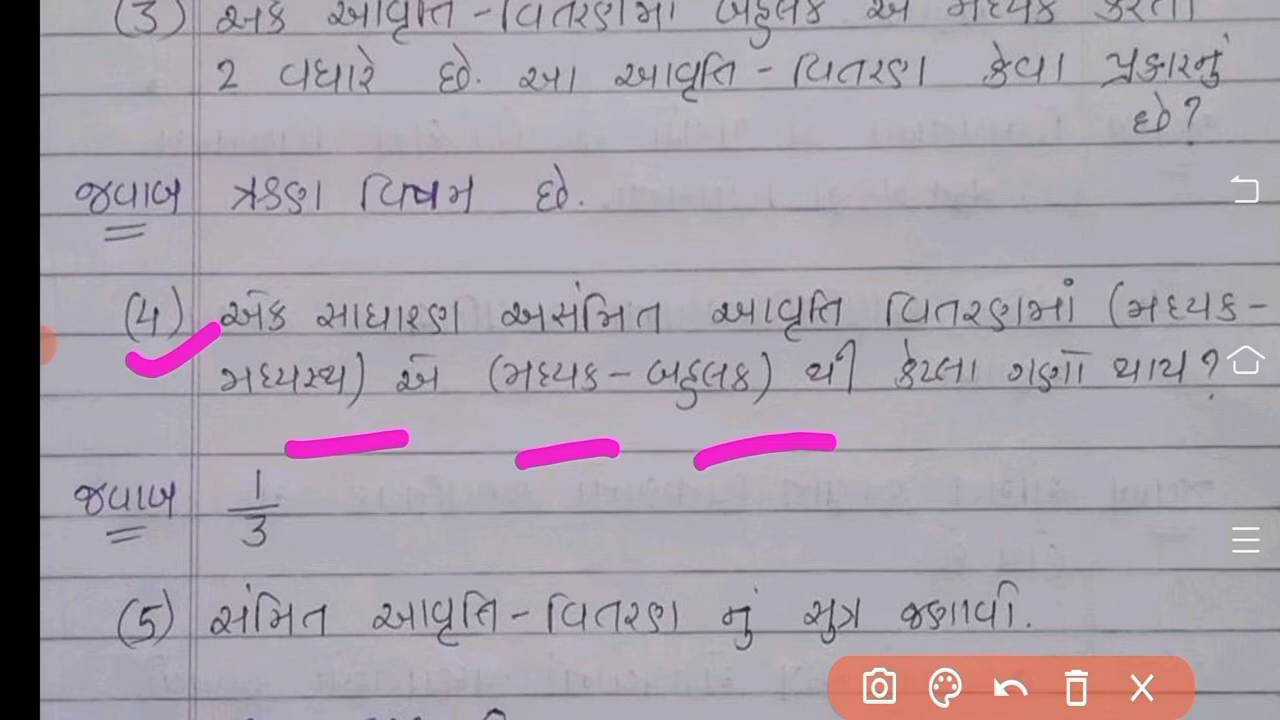 (3) એક આવૃત્તિ-વિતરણમાં બહુલક એ મધ્યક કરતાં
2 વધારે છે. આ આવૃત્તિ-વિતરણ કેવા પ્રકારનું
છે?
જવાબ ઋણ વિષમ છે.
(4) એક સાધારણ અસંમિત આવૃત્તિ વિતરણમાં (મધ્યક-
મધ્યસ્થ) એ (મધ્યક-બહુલક) થી કેટલા ગણો થાય?
જવાબ 1/3
(5) સંમિત આવૃત્તિ-વિતરણ નું સુત્ર જણાવો.